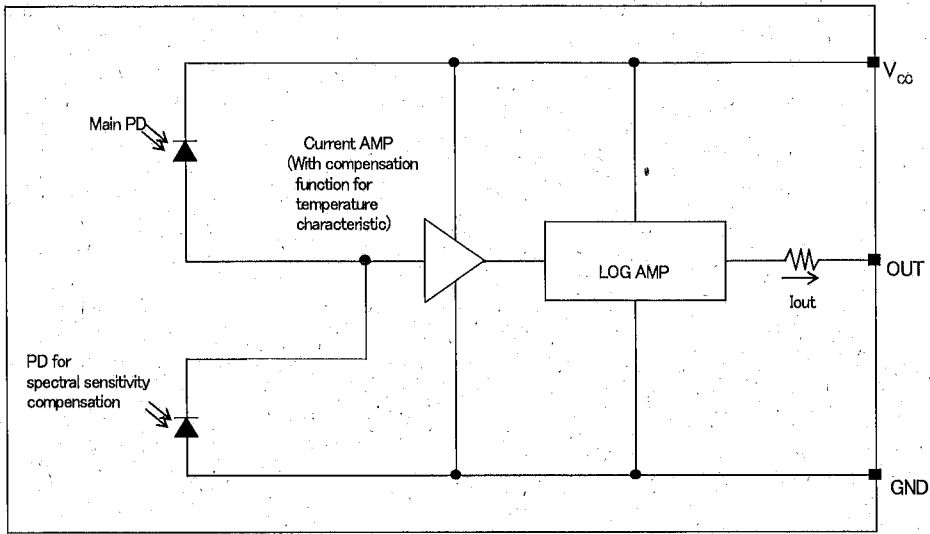 V_CC
Main PD
Current AMP
(With compensation
function for
temperature
characteristic)
LOG AMP
OUT
Iout
PD for
spectral sensitivity
compensation
GND